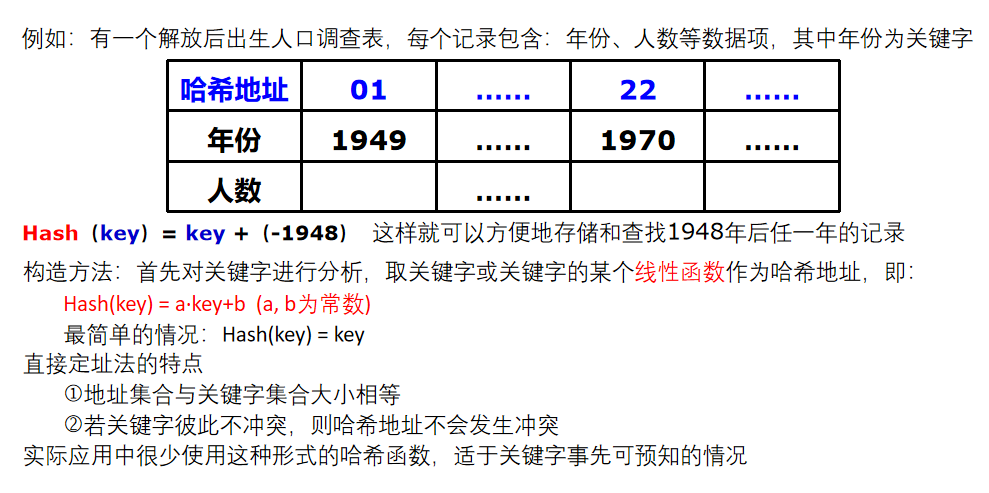 例如：有一个解放后出生人口调查表，每个记录包含：年份、人数等数据项，其中年份为关键字
哈希地址 01 …… 22 ……
年份 1949 …… 1970 ……
人数 ……
Hash（key）= key +（-1948） 这样就可以方便地存储和查找1948年后任一年的记录
构造方法：首先对关键字进行分析，取关键字或关键字的某个线性函数作为哈希地址，即：
Hash(key) = a·key+b (a, b为常数)
最简单的情况：Hash(key) = key
直接定址法的特点
①地址集合与关键字集合大小相等
②若关键字彼此不冲突，则哈希地址不会发生冲突
实际应用中很少使用这种形式的哈希函数，适于关键字事先可预知的情况